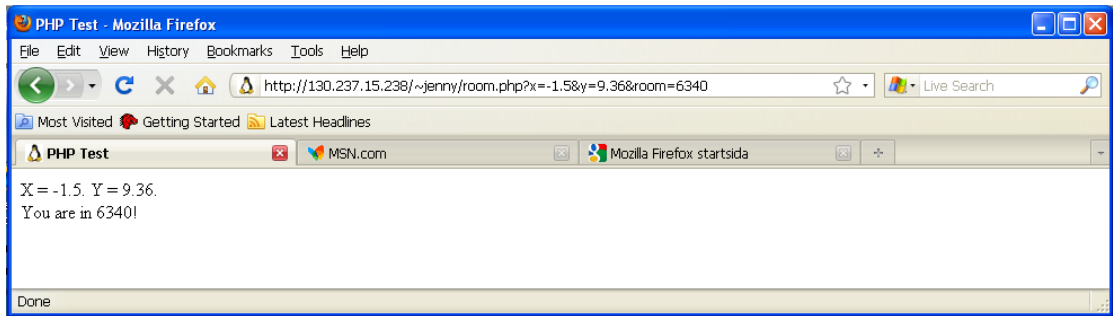 PHP Test - Mozilla Firefox
File Edit View History Bookmarks Tools Help
http://130.237.15.238/~jenny/room.php?x=-1.5&y=9.36&room=6340 Live Search
Most Visited Getting Started Latest Headlines
PHP Test MSN.com Mozilla Firefox startsida
X = -1.5. Y = 9.36.
You are in 6340!
Done